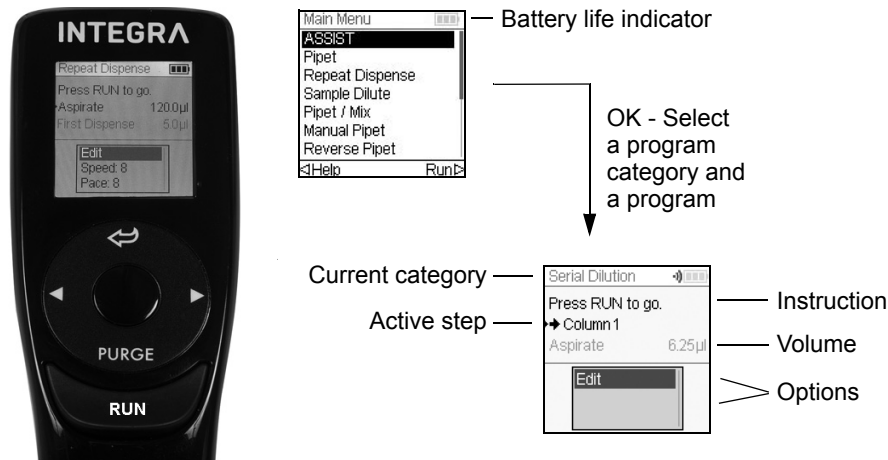 INTEGRA
Repeat Dispense
Press RUN to go.
Aspirate 120.0µl
First Dispense 5.0µl
Edit
Speed: 8
Pace: 8
PURGE
RUN
Main Menu
ASSIST
Pipet
Repeat Dispense
Sample Dilute
Pipet / Mix
Manual Pipet
Reverse Pipet
Help Run
Battery life indicator
OK - Select
a program
category and
a program
Current category
Active step
Serial Dilution
Press RUN to go.
Column 1
Aspirate 6.25µl
Edit
Instruction
Volume
Options